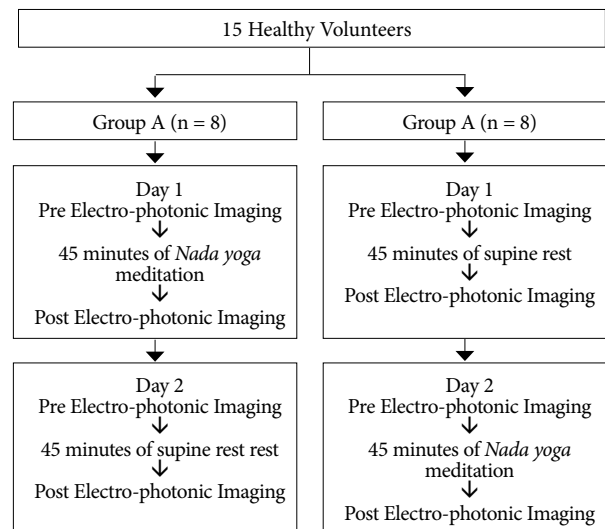 15 Healthy Volunteers
Group A (n = 8)
Group A (n = 8)
Day 1
Pre Electro-photonic Imaging
45 minutes of Nada yoga
meditation
Post Electro-photonic Imaging
Day 1
Pre Electro-photonic Imaging
45 minutes of supine rest
Post Electro-photonic Imaging
Day 2
Pre Electro-photonic Imaging
45 minutes of supine rest rest
Post Electro-photonic Imaging
Day 2
Pre Electro-photonic Imaging
45 minutes of Nada yoga
meditation
Post Electro-photonic Imaging